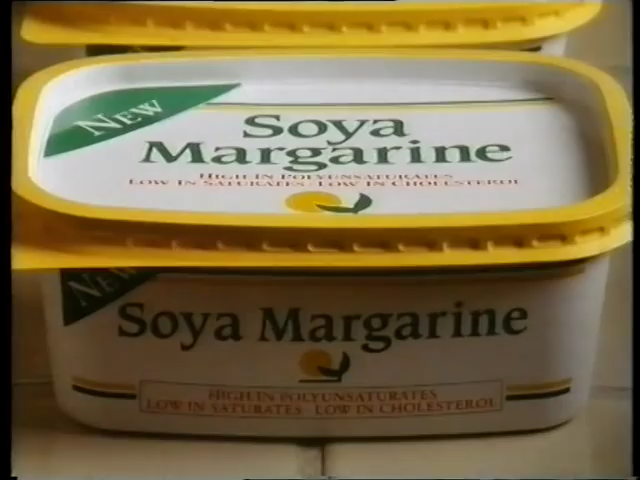 NEW
Soya
Margarine
HIGH IN POLYUNSATURATES
LOW IN SATURATES · LOW IN CHOLESTEROL
NEW
Soya Margarine
HIGH IN POLYUNSATURATES
LOW IN SATURATES · LOW IN CHOLESTEROL